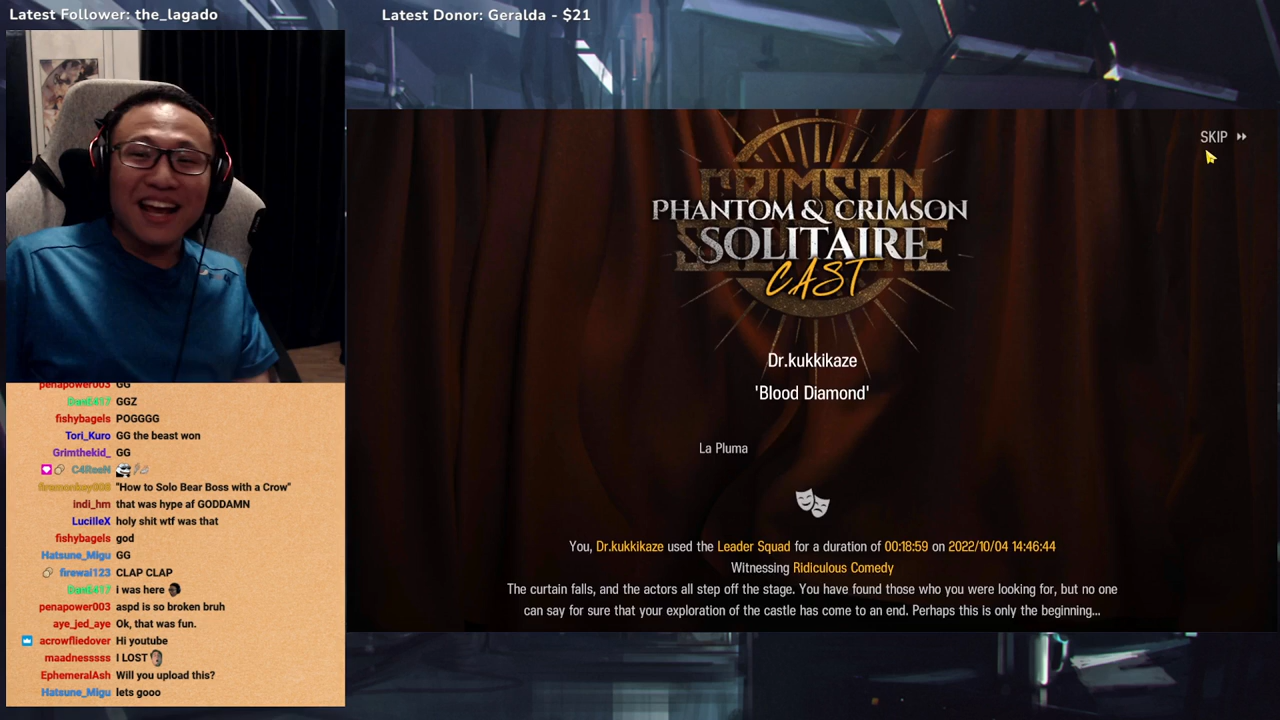 Latest Follower: the_lagado
Latest Donor: Geralda - $21
SKIP
CRIMSON
PHANTOM & CRIMSON
SOLITAIRE
CAST
Dr.kukkikaze
'Blood Diamond'
La Pluma
You, Dr.kukkikaze used the Leader Squad for a duration of 00:18:59 on 2022/10/04 14:46:44
Witnessing Ridiculous Comedy
The curtain falls, and the actors all step off the stage. You have found those who you were looking for, but no one
can say for sure that your exploration of the castle has come to an end. Perhaps this is only the beginning...
penapower003 GG
GGZ
fishybagels POGGGG
Tori_Kuro GG the beast won
Grimthekid_ GG
C4ReeN
"How to Solo Bear Boss with a Crow"
indi_hm that was hype af GODDAMN
LucilleX holy shit wtf was that
fishybagels god
Hatsune_Migu GG
firewal123 CLAP CLAP
i was here
penapower003 aspd is so broken bruh
aye_jed_aye Ok, that was fun.
acrowfliedover Hi youtube
maadnesssss I LOST
EphemeralAsh Will you upload this?
Hatsune_Migu lets gooo